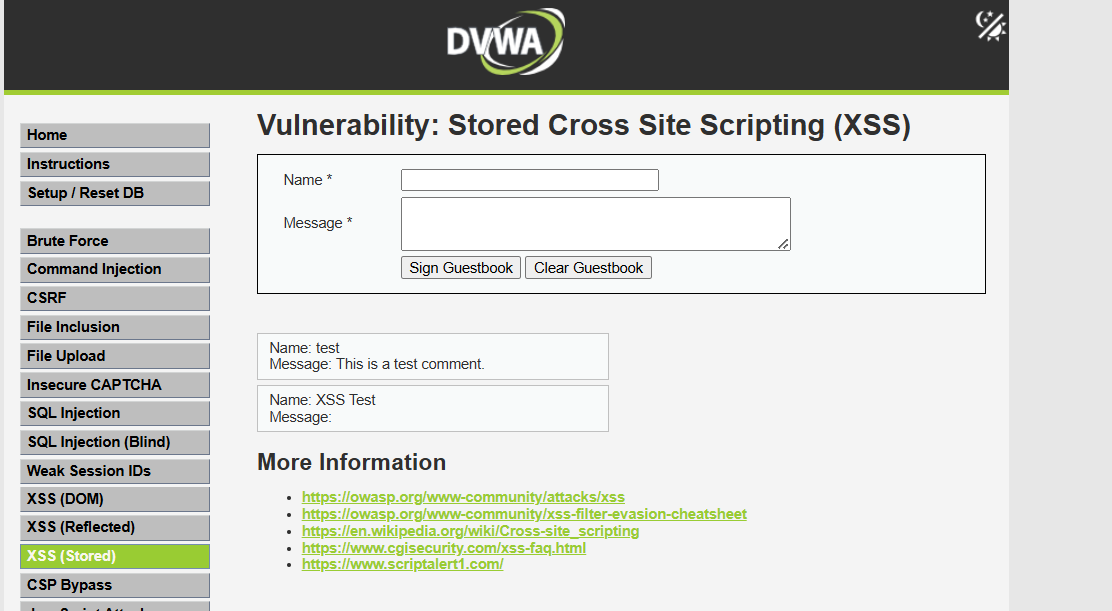 DVWA
Home
Instructions
Setup / Reset DB
Brute Force
Command Injection
CSRF
File Inclusion
File Upload
Insecure CAPTCHA
SQL Injection
SQL Injection (Blind)
Weak Session IDs
XSS (DOM)
XSS (Reflected)
XSS (Stored)
CSP Bypass
Vulnerability: Stored Cross Site Scripting (XSS)
Name *
Message *
Sign Guestbook Clear Guestbook
Name: test
Message: This is a test comment.
Name: XSS Test
Message:
More Information
https://owasp.org/www-community/attacks/xss
https://owasp.org/www-community/xss-filter-evasion-cheatsheet
https://en.wikipedia.org/wiki/Cross-site_scripting
https://www.cgisecurity.com/xss-faq.html
https://www.scriptalert1.com/